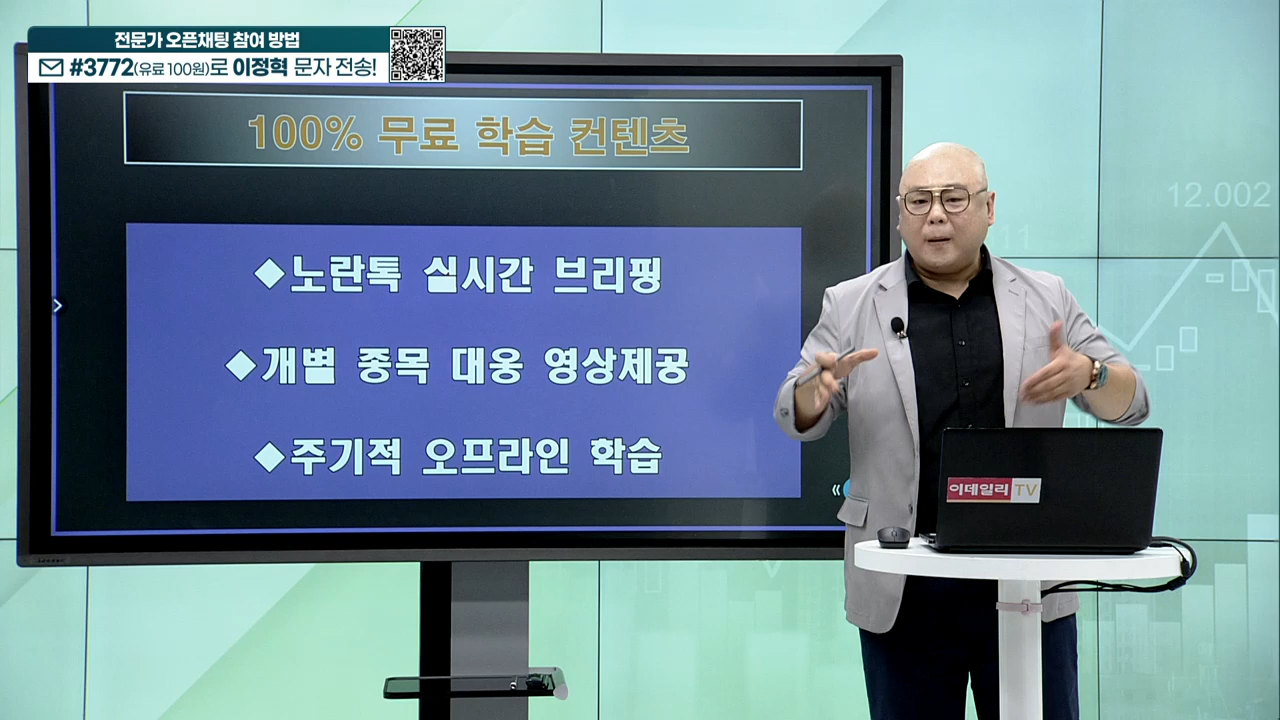 전문가 오픈채팅 참여 방법
#3772(유료 100원)로 이정혁 문자 전송!
100% 무료 학습 컨텐츠
◆노란톡 실시간 브리핑
◆개별 종목 대응 영상제공
◆주기적 오프라인 학습
12.002
11
이데일리 TV